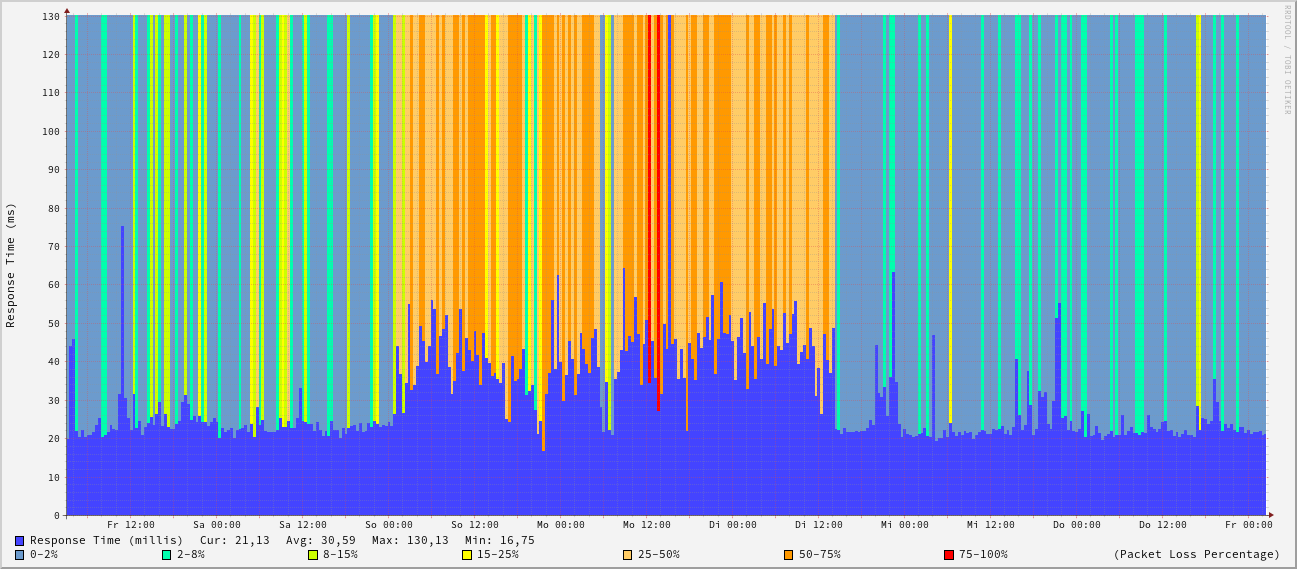 RRDTOOL / TOBI OETIKER
Response Time (ms)
130
120
110
100
90
80
70
60
50
40
30
20
10
0
Fr 12:00 Sa 00:00 Sa 12:00 So 00:00 So 12:00 Mo 00:00 Mo 12:00 Di 00:00 Di 12:00 Mi 00:00 Mi 12:00 Do 00:00 Do 12:00 Fr 00:00
Response Time (millis) Cur: 21,13 Avg: 30,59 Max: 130,13 Min: 16,75
0-2% 2-8% 8-15% 15-25% 25-50% 50-75% 75-100% (Packet Loss Percentage)